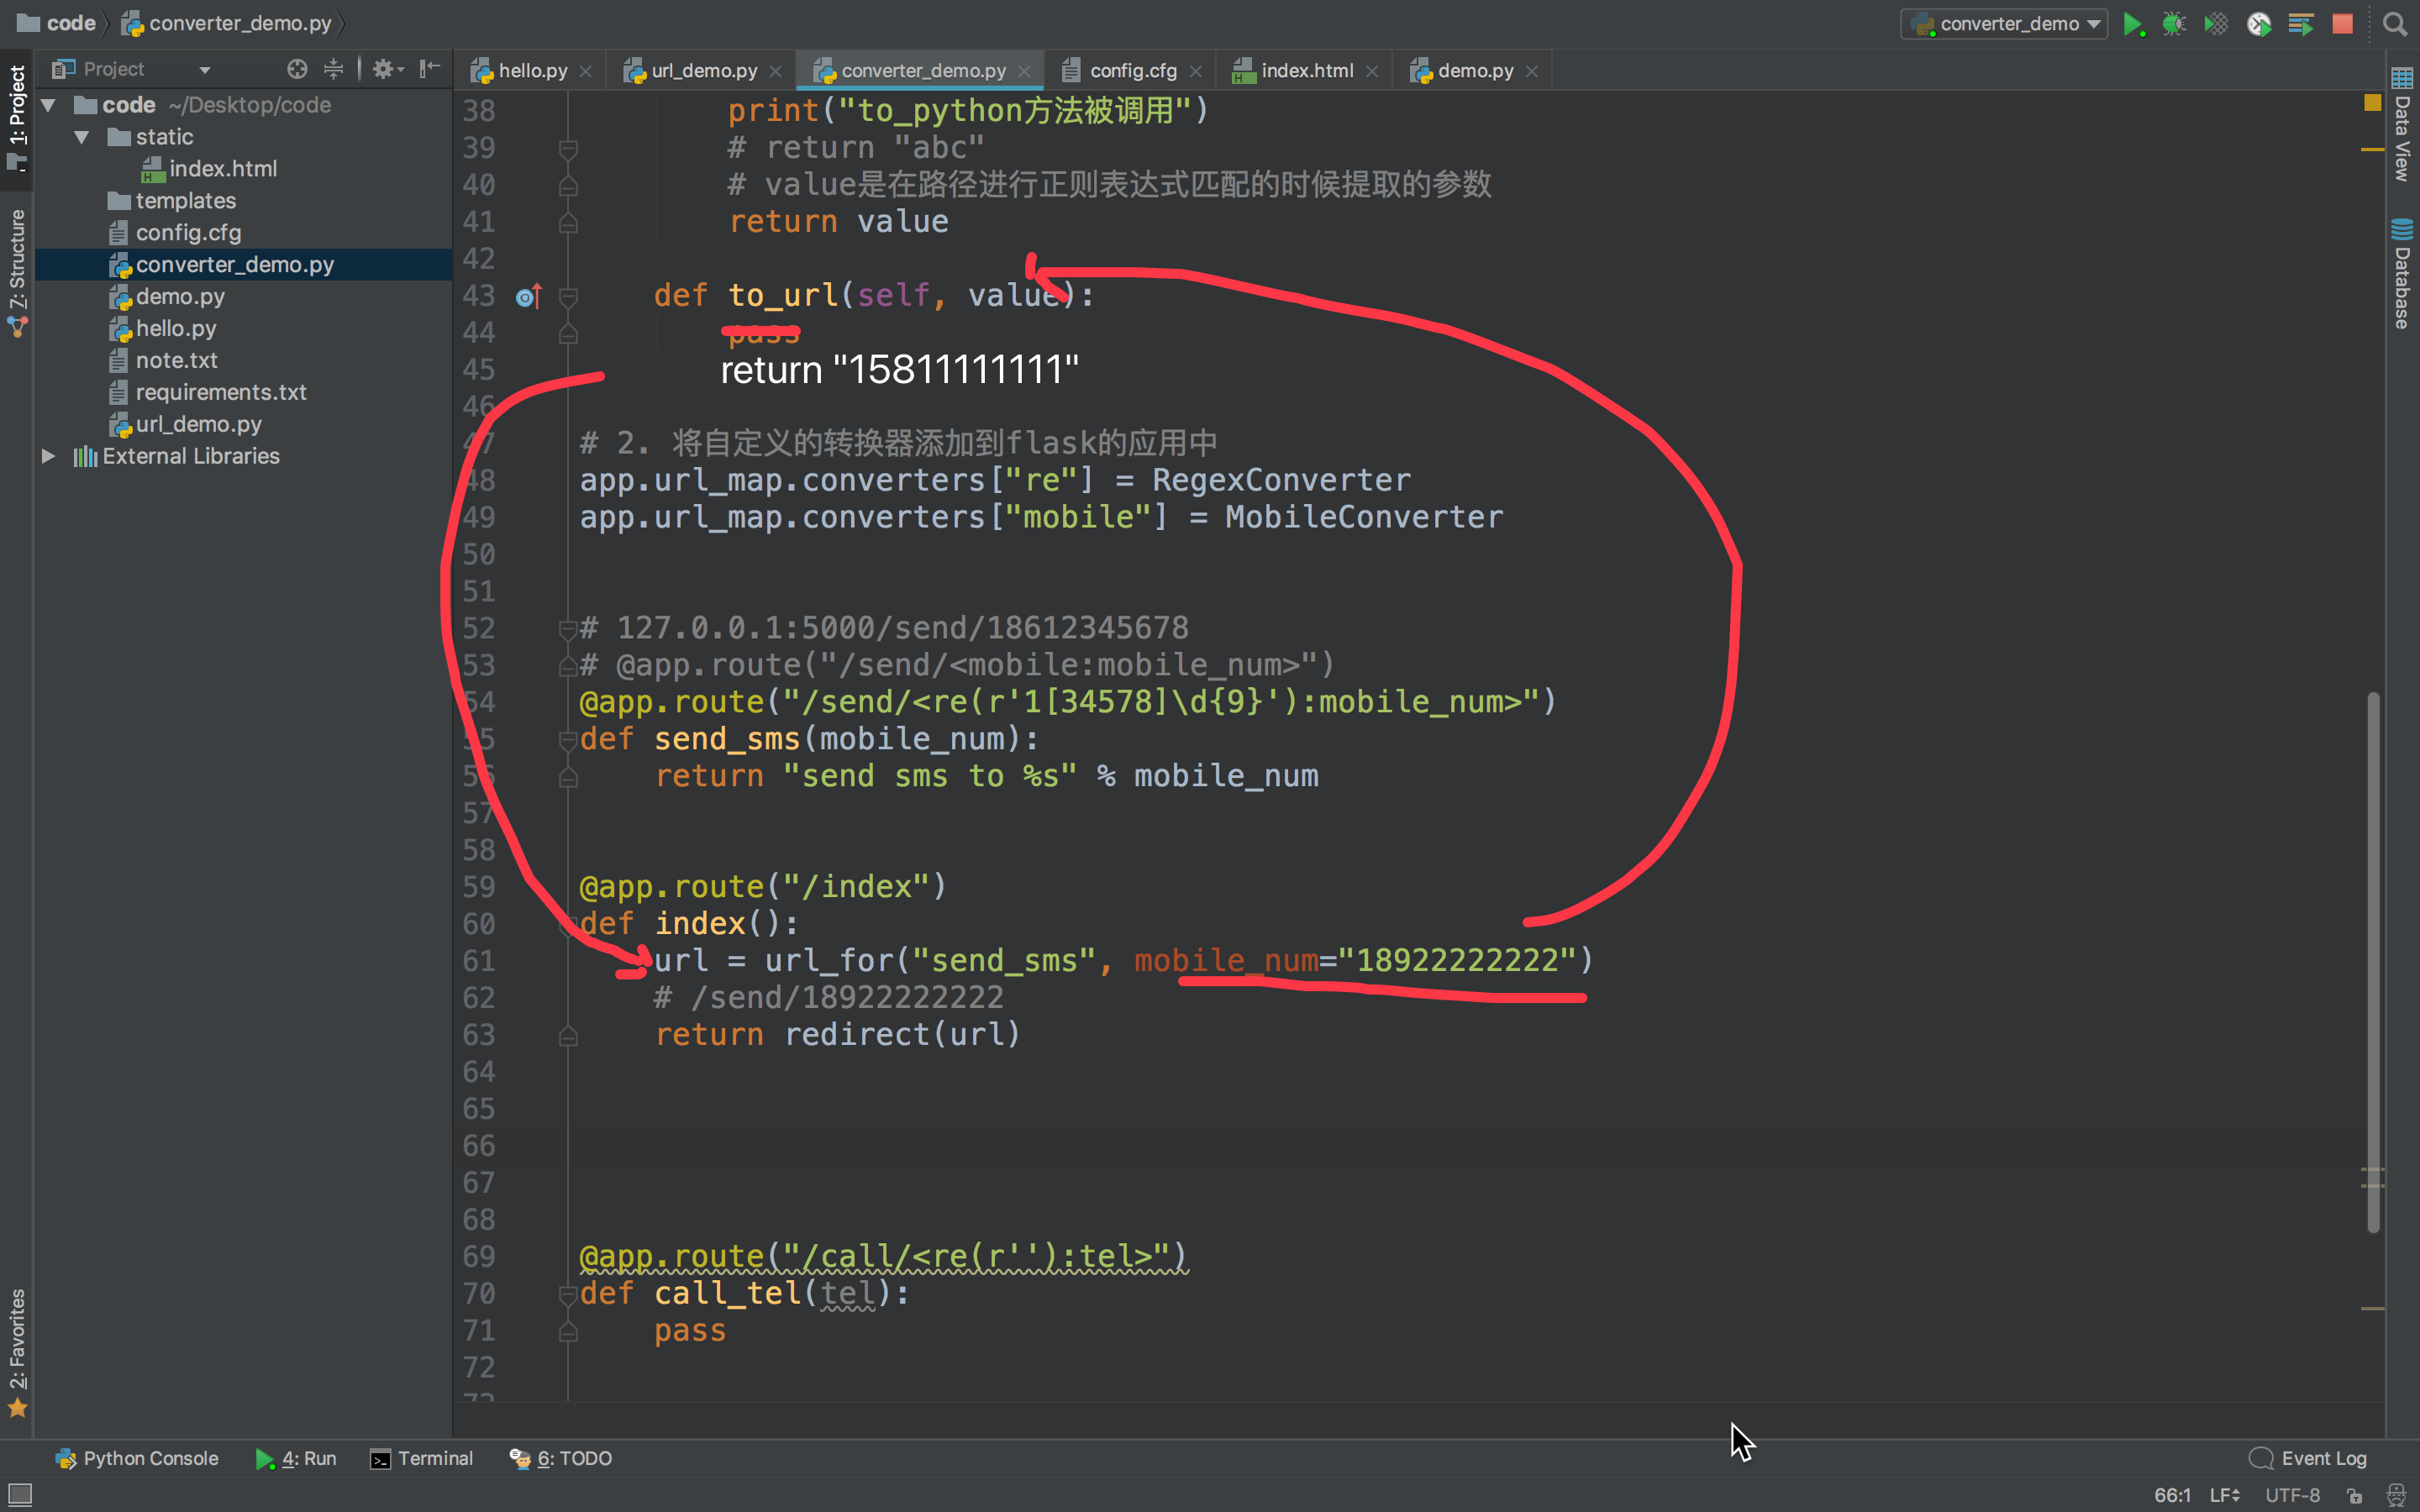 code
converter_demo.py
converter_demo
1: Project
7: Structure
2: Favorites
Project
code ~/Desktop/code
static
index.html
templates
config.cfg
converter_demo.py
demo.py
hello.py
note.txt
requirements.txt
url_demo.py
External Libraries
hello.py
url_demo.py
converter_demo.py
config.cfg
index.html
demo.py
38 print("to_python方法被调用")
39 # return "abc"
40 # value是在路径进行正则表达式匹配的时候提取的参数
41 return value
42
43 def to_url(self, value):
44 pass
45 return "15811111111"
46
47 # 2. 将自定义的转换器添加到flask的应用中
48 app.url_map.converters["re"] = RegexConverter
49 app.url_map.converters["mobile"] = MobileConverter
50
51
52 # 127.0.0.1:5000/send/18612345678
53 # @app.route("/send/<mobile:mobile_num>")
54 @app.route("/send/<re(r'1[34578]\d{9}'):mobile_num>")
55 def send_sms(mobile_num):
56 return "send sms to %s" % mobile_num
57
58
59 @app.route("/index")
60 def index():
61 url = url_for("send_sms", mobile_num="18922222222")
62 # /send/18922222222
63 return redirect(url)
64
65
66
67
68
69 @app.route("/call/<re(r''):tel>")
70 def call_tel(tel):
71 pass
72
Data View
Database
Python Console
4: Run
Terminal
6: TODO
Event Log
66:1 LF UTF-8